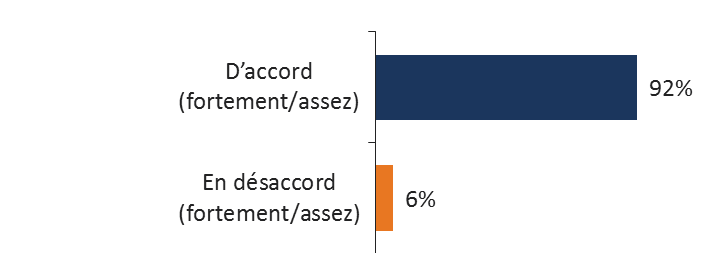 D’accord
(fortement/assez)
92%
En désaccord
(fortement/assez)
6%